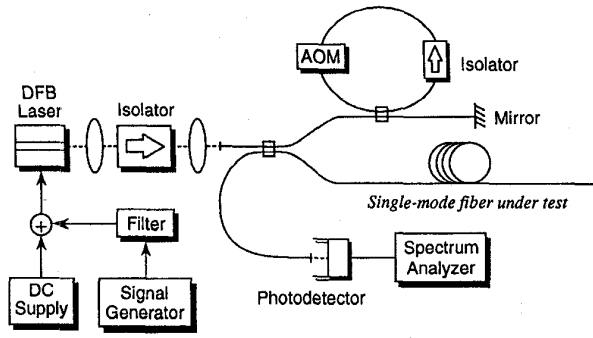 AOM
Isolator
DFB
Laser
Isolator
Mirror
Single-mode fiber under test
Filter
Spectrum
Analyzer
Photodetector
DC
Supply
Signal
Generator